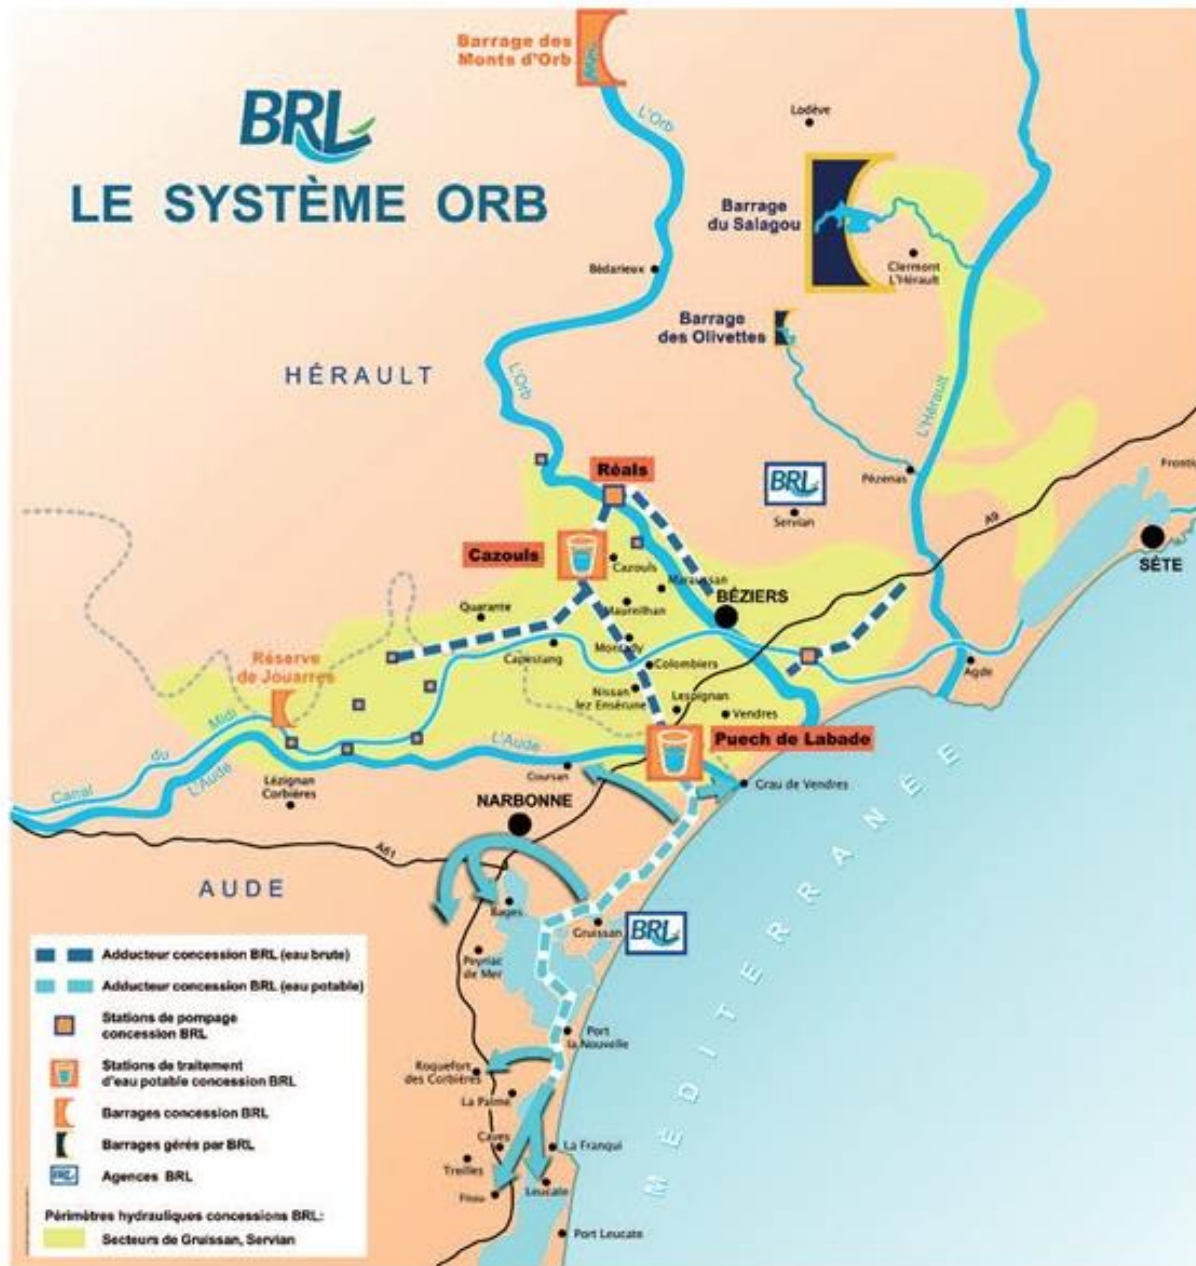 Barrage des
Monts d'Orb
BRL
LE SYSTÈME ORB
L'Orb
Lodève
Barrage
du Salagou
Clermont
L'Hérault
Bédarieux
Barrage
des Olivettes
HÉRAULT
L'Orb
L'Hérault
Réals
BRL
Servian
Pézenas
A9
SÈTE
Cazouls
Cazouls
Maraussan
BÉZIERS
Quarante
Maureilhan
Capestang
Montady
Colombiers
Agde
Réserve
de Jouarres
Nissan
lez Ensérune
Lespignan
Vendres
Puech de Labade
Canal
du
Midi
L'Aude
L'Aude
Lézignan
Corbières
Coursan
Grau de Vendres
NARBONNE
A61
AUDE
Bages
Gruissan
BRL
Peyriac
de Mer
Port
la Nouvelle
Roquefort
des Corbières
La Palme
Caves
La Franqui
Treilles
Fitou
Leucate
Port Leucate
MÉDITERRANÉE
Adducteur concession BRL (eau brute)
Adducteur concession BRL (eau potable)
Stations de pompage
concession BRL
Stations de traitement
d'eau potable concession BRL
Barrages concession BRL
Barrages gérés par BRL
BRL
Agences BRL
Périmètres hydrauliques concessions BRL:
Secteurs de Gruissan, Servian